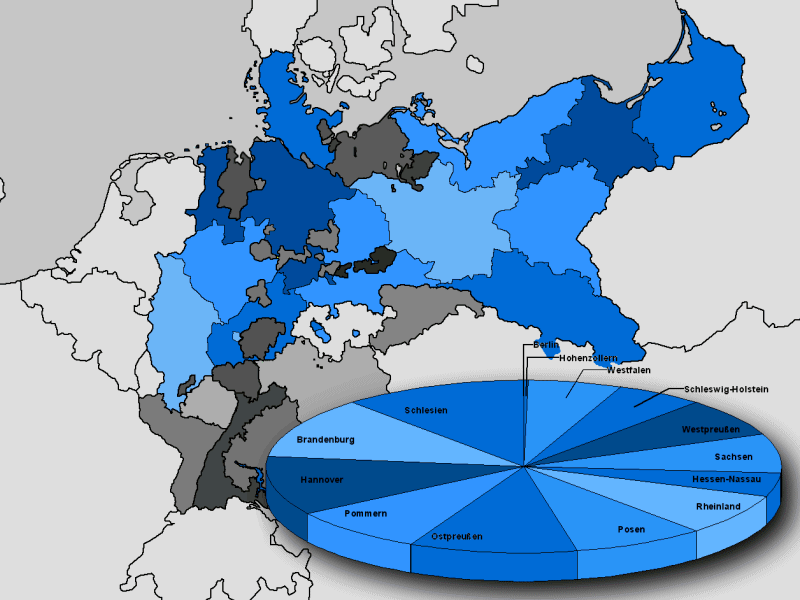 Berlin
Hohenzollern
Westfalen
Schleswig-Holstein
Schlesien
Westpreußen
Brandenburg
Sachsen
Hannover
Hessen-Nassau
Rheinland
Pommern
Posen
Ostpreußen